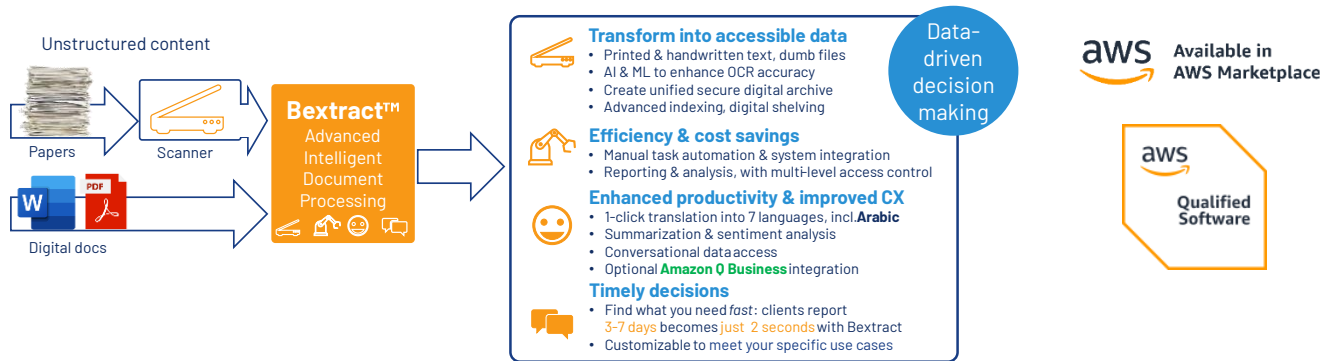 Unstructured content
Papers
Scanner
W
PDF
Digital docs
Bextract™
Advanced
Intelligent
Document
Processing
Transform into accessible data
• Printed & handwritten text, dumb files
• AI & ML to enhance OCR accuracy
• Create unified secure digital archive
• Advanced indexing, digital shelving
Efficiency & cost savings
• Manual task automation & system integration
• Reporting & analysis, with multi-level access control
Enhanced productivity & improved CX
• 1-click translation into 7 languages, incl. Arabic
• Summarization & sentiment analysis
• Conversational data access
• Optional Amazon Q Business integration
Timely decisions
• Find what you need fast: clients report
3-7 days becomes just 2 seconds with Bextract
• Customizable to meet your specific use cases
Data-
driven
decision
making
aws
Available in
AWS Marketplace
aws
Qualified
Software